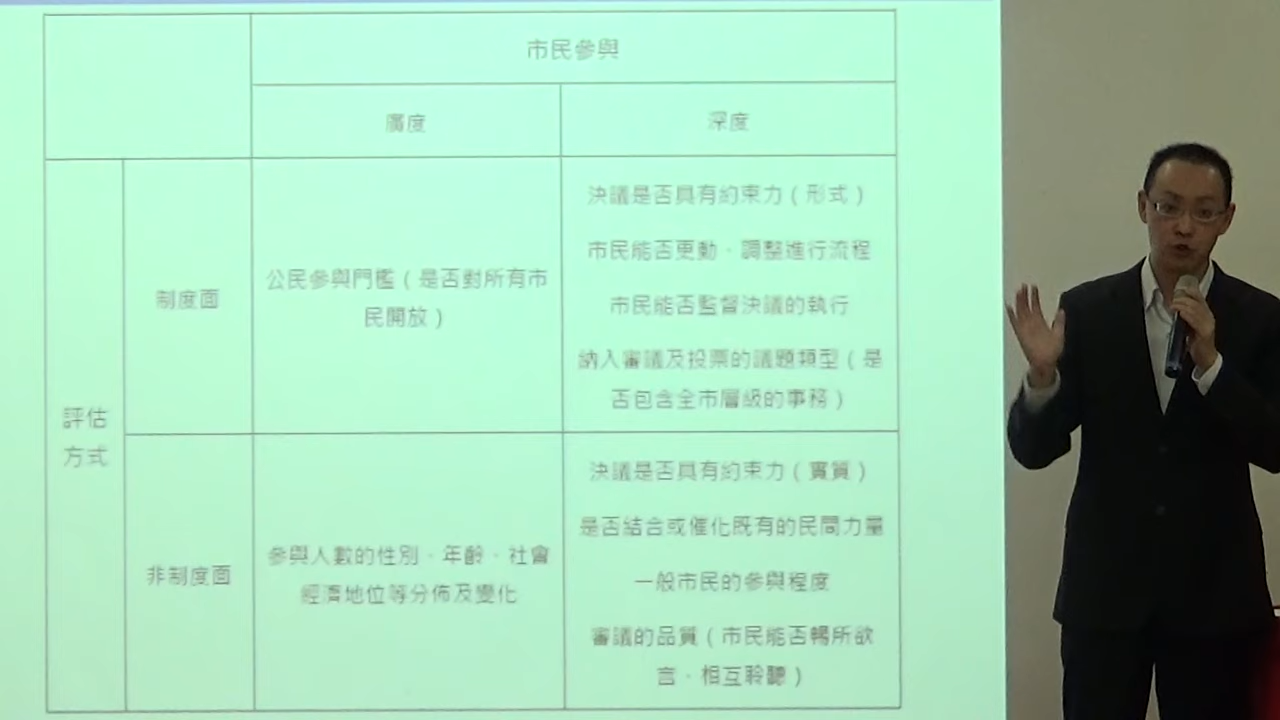 市民參與
廣度
深度
評估
方式
制度面
公民參與門檻（是否對所有市
民開放）
決議是否具有約束力（形式）
市民能否更動、調整進行流程
市民能否監督決議的執行
納入審議及投票的議題類型（是
否包含全市層級的事務）
非制度面
參與人數的性別、年齡、社會
經濟地位等分佈及變化
決議是否具有約束力（實質）
是否結合或催化既有的民間力量
一般市民的參與程度
審議的品質（市民能否暢所欲
言、相互聆聽）